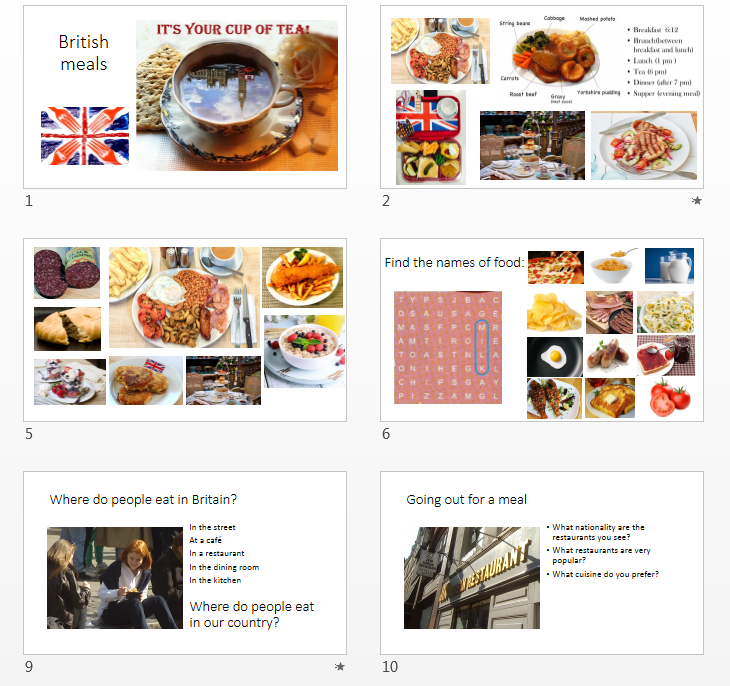 British
meals
IT'S YOUR CUP OF TEA!
1
String beans
Cabbage
Mashed potato
Carrots
Roast beef
Gravy
(meat sauce)
Yorkshire pudding
• Breakfast 6:12
• Brunch(between
breakfast and lunch)
• Lunch (1 pm )
• Tea (6 pm)
• Dinner (after 7 pm)
• Supper (evening meal)
2
5
Find the names of food:
T Y P S J B A C
O S A U S A G E
M A S F P C M R
A M T I R O I E
T O A S T N L A
O N I H E G K L
C H I P S G A Y
P I Z Z A M G L
6
Where do people eat in Britain?
In the street
At a café
In a restaurant
In the dining room
In the kitchen
Where do people eat
in our country?
9
Going out for a meal
RESTAURANT
• What nationality are the
restaurants you see?
• What restaurants are very
popular?
• What cuisine do you prefer?
10